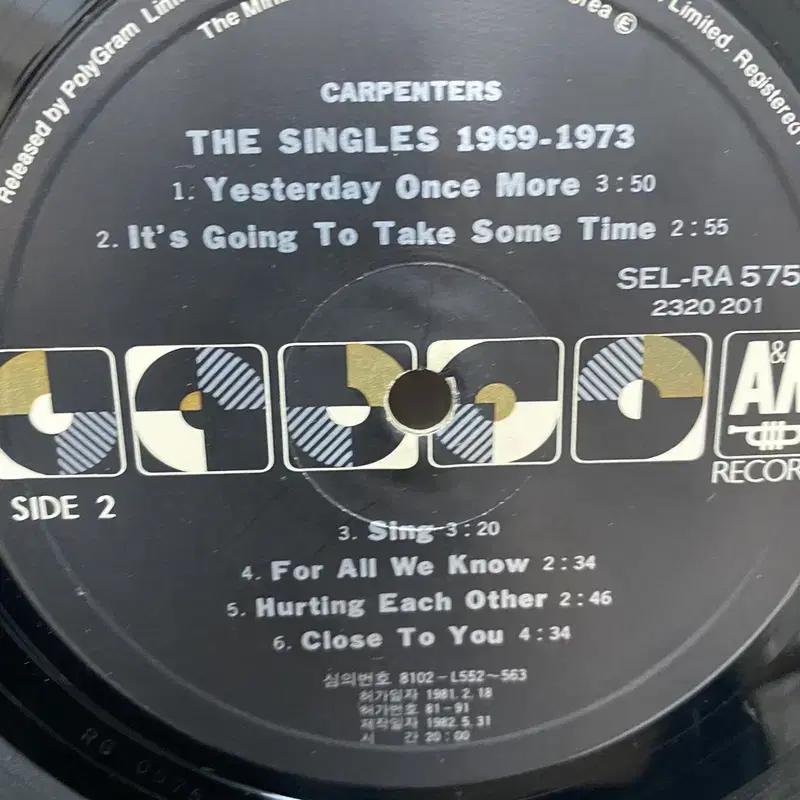 Released by PolyGram
The
Limited. Registered
CARPENTERS
THE SINGLES 1969-1973
1. Yesterday Once More 3:50
2. It's Going To Take Some Time 2:55
SEL-RA 575
2320 201
A&M
RECOR
SIDE 2
3. Sing 3:20
4. For All We Know 2:34
5. Hurting Each Other 2:46
6. Close To You 4:34
심의번호 8102-L552~563
허가일자 1981.2.18
허가번호 81-91
제작일자 1982.5.31
시 간 20:00